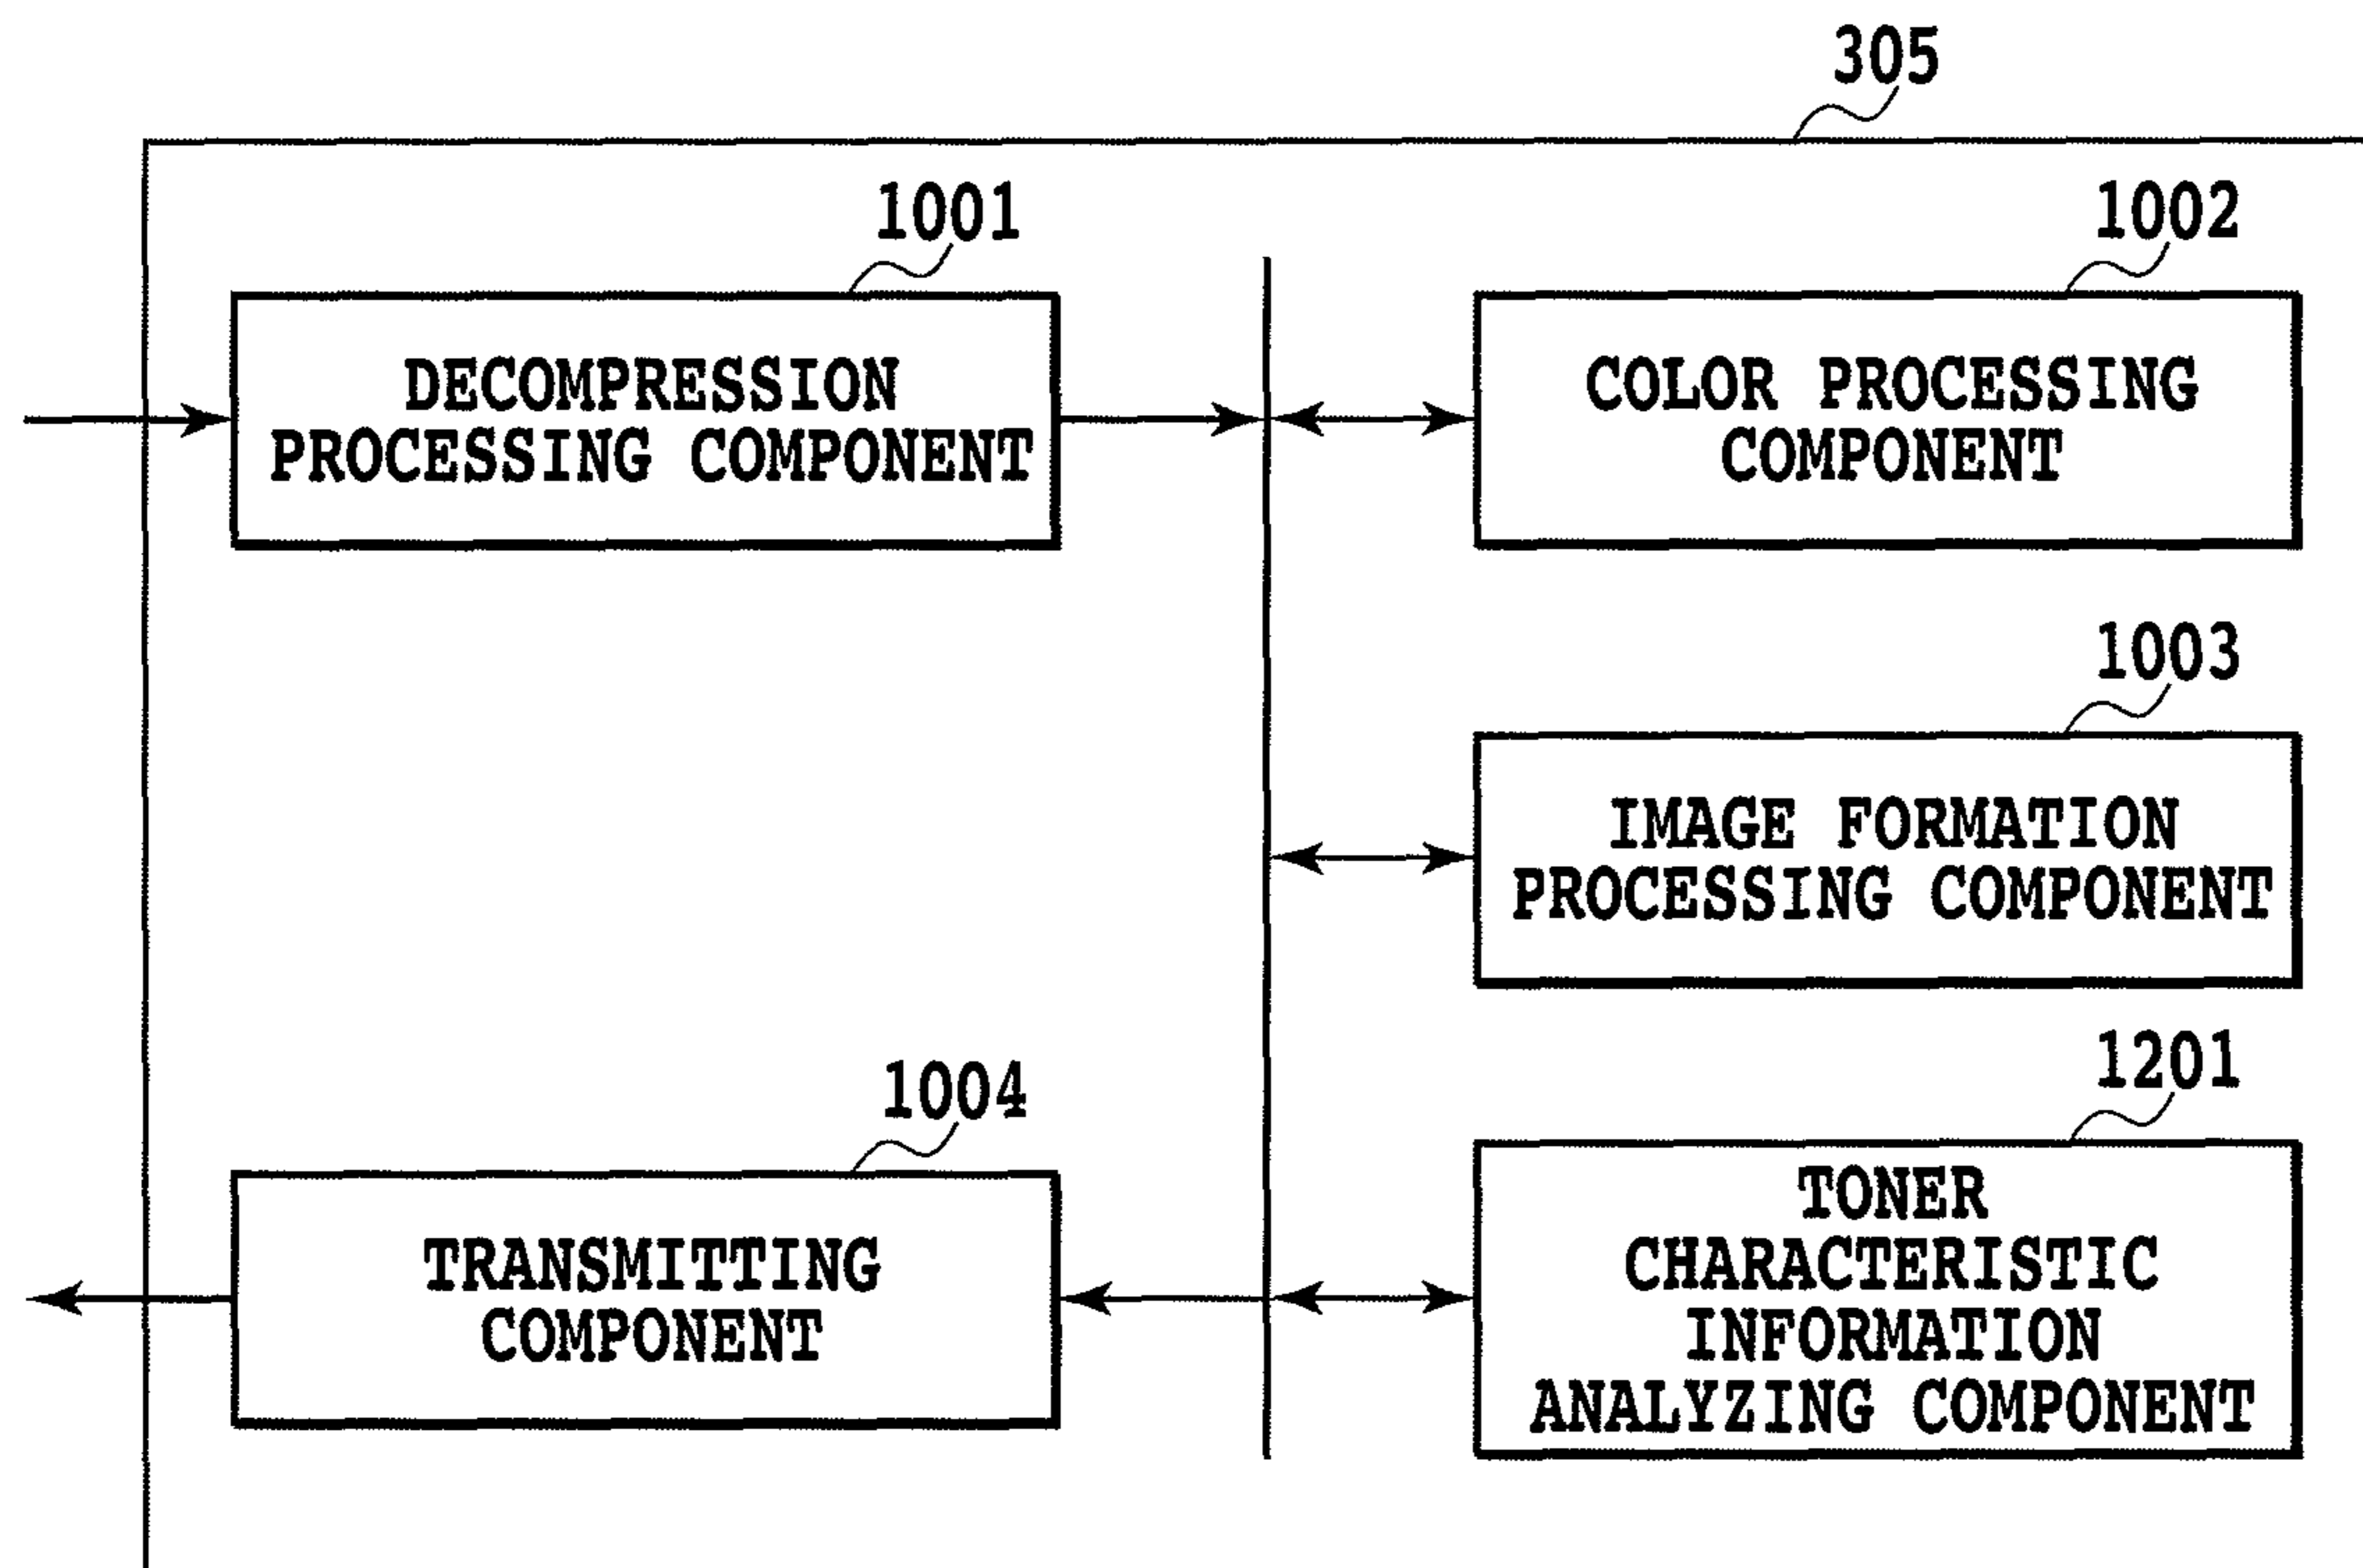 305
1001
DECOMPRESSION
PROCESSING COMPONENT
1002
COLOR PROCESSING
COMPONENT
1003
IMAGE FORMATION
PROCESSING COMPONENT
1004
TRANSMITTING
COMPONENT
1201
TONER
CHARACTERISTIC
INFORMATION
ANALYZING COMPONENT